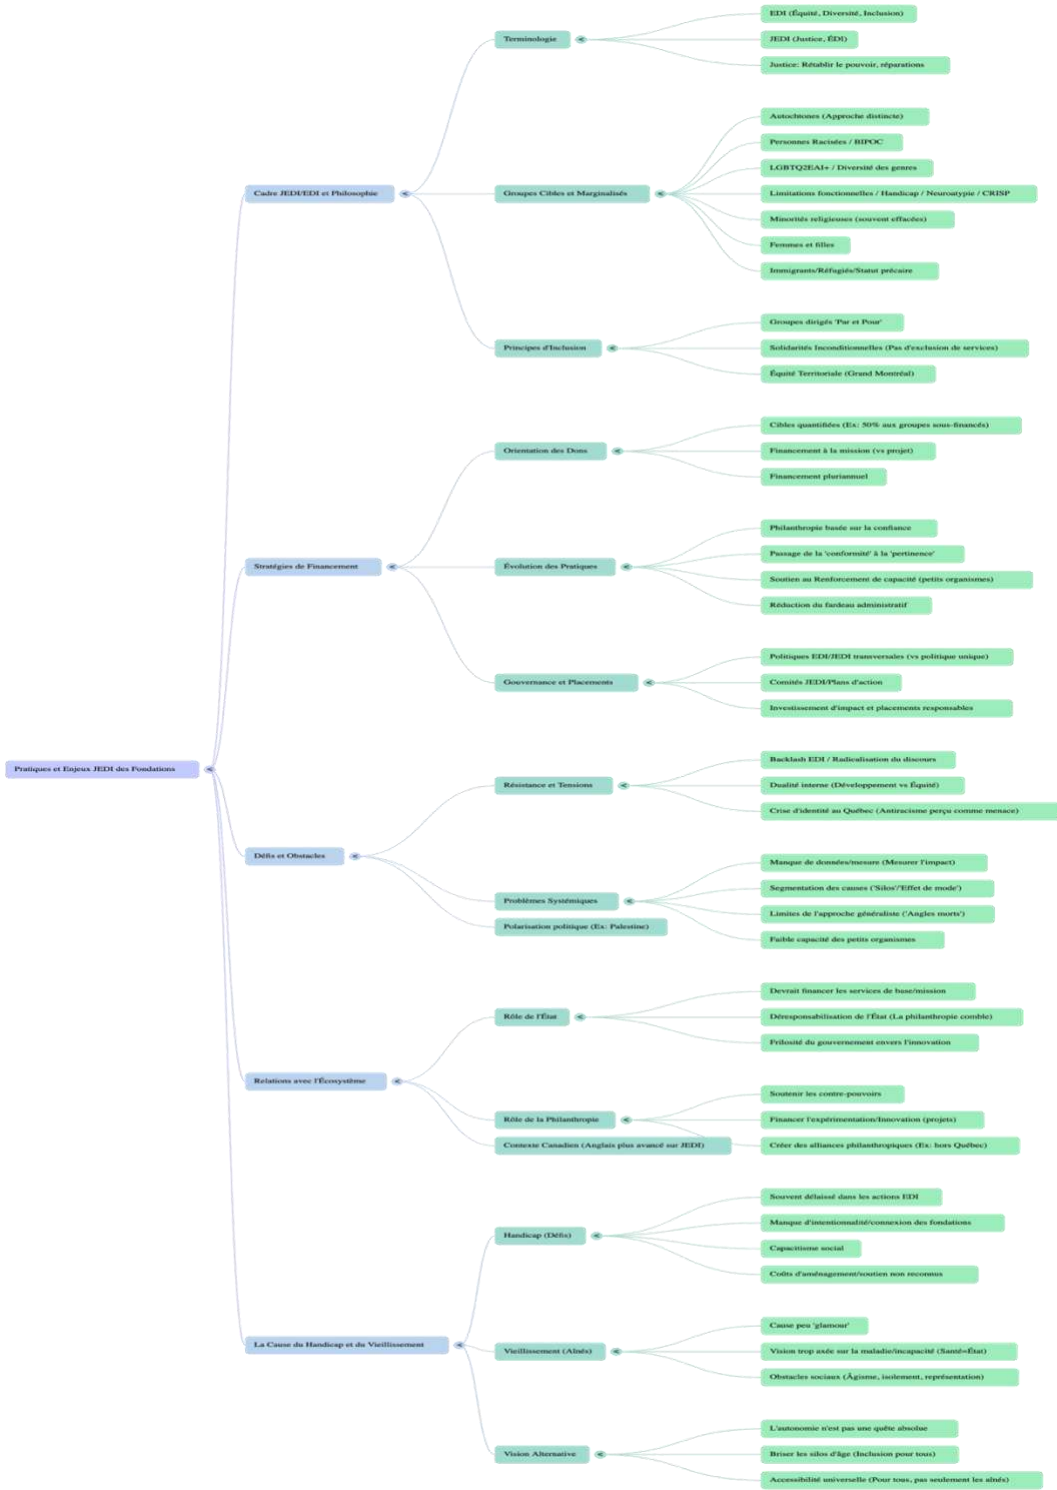 Pratiques et Enjeux JEDI des Fondations
Cadre JEDI/EDI et Philosophie
Terminologie
EDI (Équité, Diversité, Inclusion)
JEDI (Justice, ÉDI)
Justice: Rétablir le pouvoir, réparations
Groupes Cibles et Marginalisés
Autochtones (Approche distincte)
Personnes Racisées / BIPOC
LGBTQ2EAI+ / Diversité des genres
Limitations fonctionnelles / Handicap / Neuroatypie / CRISP
Minorités religieuses (souvent effacées)
Femmes et filles
Immigrants/Réfugiés/Statut précaire
Principes d'Inclusion
Groupes dirigés 'Par et Pour'
Solidarités Inconditionnelles (Pas d'exclusion de services)
Équité Territoriale (Grand Montréal)
Stratégies de Financement
Orientation des Dons
Cibles quantifiées (Ex: 50% aux groupes sous-financés)
Financement à la mission (vs projet)
Financement pluriannuel
Évolution des Pratiques
Philanthropie basée sur la confiance
Passage de la 'conformité' à la 'pertinence'
Soutien au Renforcement de capacité (petits organismes)
Réduction du fardeau administratif
Gouvernance et Placements
Politiques EDI/JEDI transversales (vs politique unique)
Comités JEDI/Plans d'action
Investissement d'impact et placements responsables
Défis et Obstacles
Résistance et Tensions
Backlash EDI / Radicalisation du discours
Dualité interne (Développement vs Équité)
Crise d'identité au Québec (Antiracisme perçu comme menace)
Problèmes Systémiques
Manque de données/mesure (Mesurer l'impact)
Segmentation des causes ('Silos'/'Effet de mode')
Limites de l'approche généraliste ('Angles morts')
Faible capacité des petits organismes
Polarisation politique (Ex: Palestine)
Relations avec l'Écosystème
Rôle de l'État
Devrait financer les services de base/mission
Déresponsabilisation de l'État (La philanthropie comble)
Frilosité du gouvernement envers l'innovation
Rôle de la Philanthropie
Soutenir les contre-pouvoirs
Financer l'expérimentation/Innovation (projets)
Créer des alliances philanthropiques (Ex: hors Québec)
Contexte Canadien (Anglais plus avancé sur JEDI)
La Cause du Handicap et du Vieillissement
Handicap (Défis)
Souvent délaissé dans les actions EDI
Manque d'intentionnalité/connexion des fondations
Capacitisme social
Coûts d'aménagement/soutien non reconnus
Vieillissement (Aînés)
Cause peu 'glamour'
Vision trop axée sur la maladie/incapacité (Santé=État)
Obstacles sociaux (Âgisme, isolement, représentation)
Vision Alternative
L'autonomie n'est pas une quête absolue
Briser les silos d'âge (Inclusion pour tous)
Accessibilité universelle (Pour tous, pas seulement les aînés)